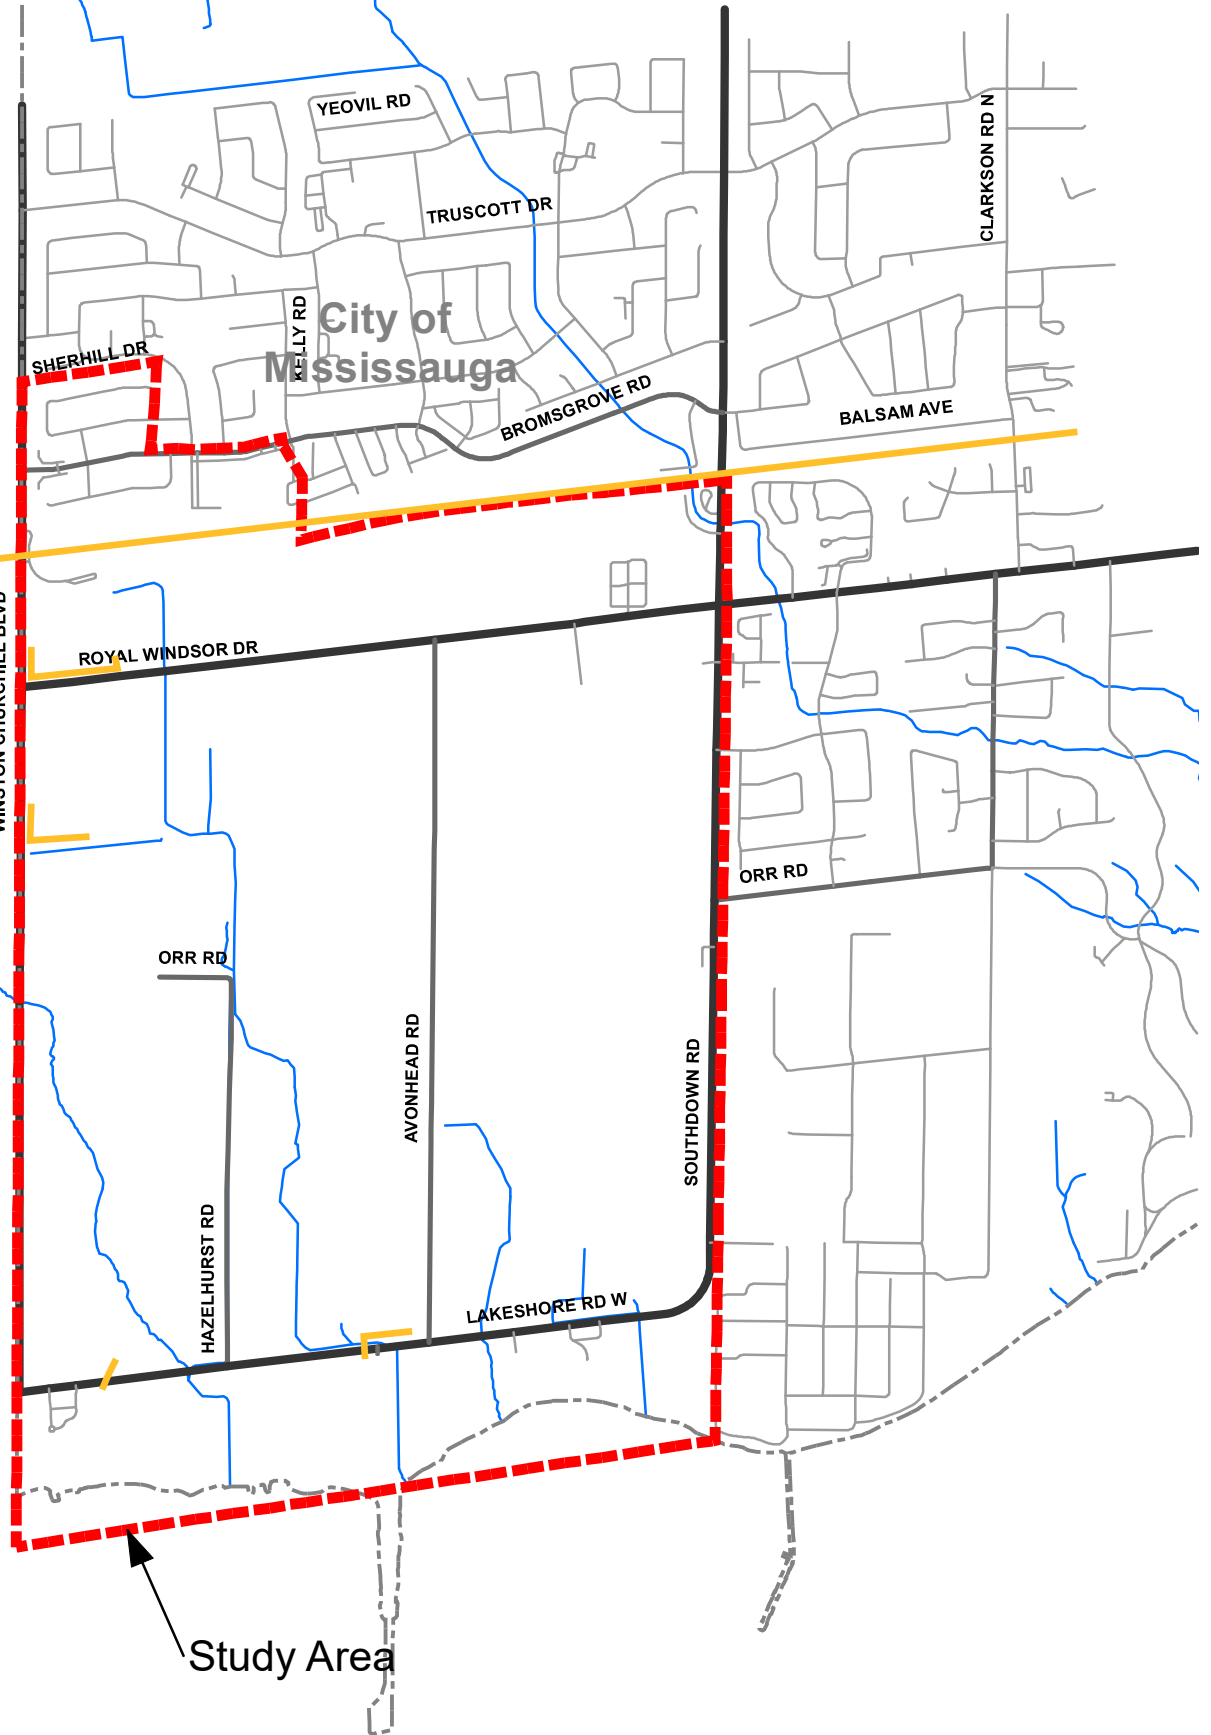 YEOVIL RD
CLARKSON RD N
TRUSCOTT DR
KELLY RD
City of
Mississauga
SHERHILL DR
BROMSGROVE RD
BALSAM AVE
WINSTON CHURCHILL BLVD
ROYAL WINDSOR DR
ORR RD
ORR RD
AVONHEAD RD
SOUTHDOWN RD
HAZELHURST RD
LAKESHORE RD W
Study Area